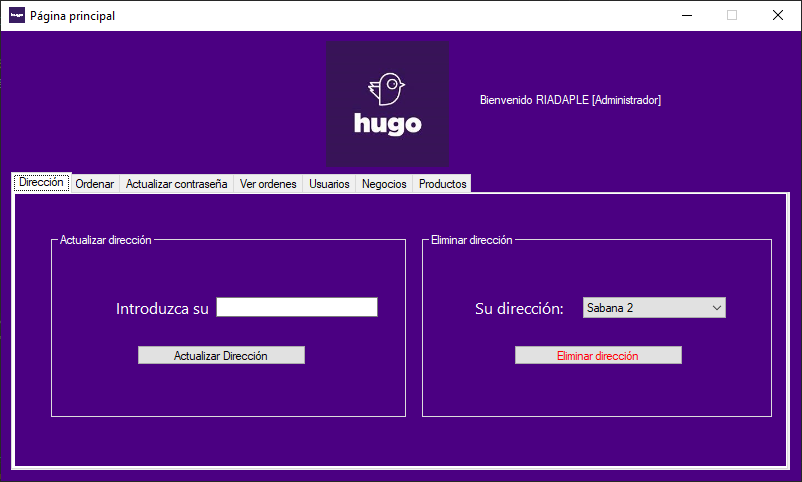 Página principal
hugo
Bienvenido RIADAPLE [Administrador]
Dirección Ordenar Actualizar contraseña Ver ordenes Usuarios Negocios Productos
Actualizar dirección
Introduzca su
Actualizar Dirección
Eliminar dirección
Su dirección: Sabana 2
Eliminar dirección